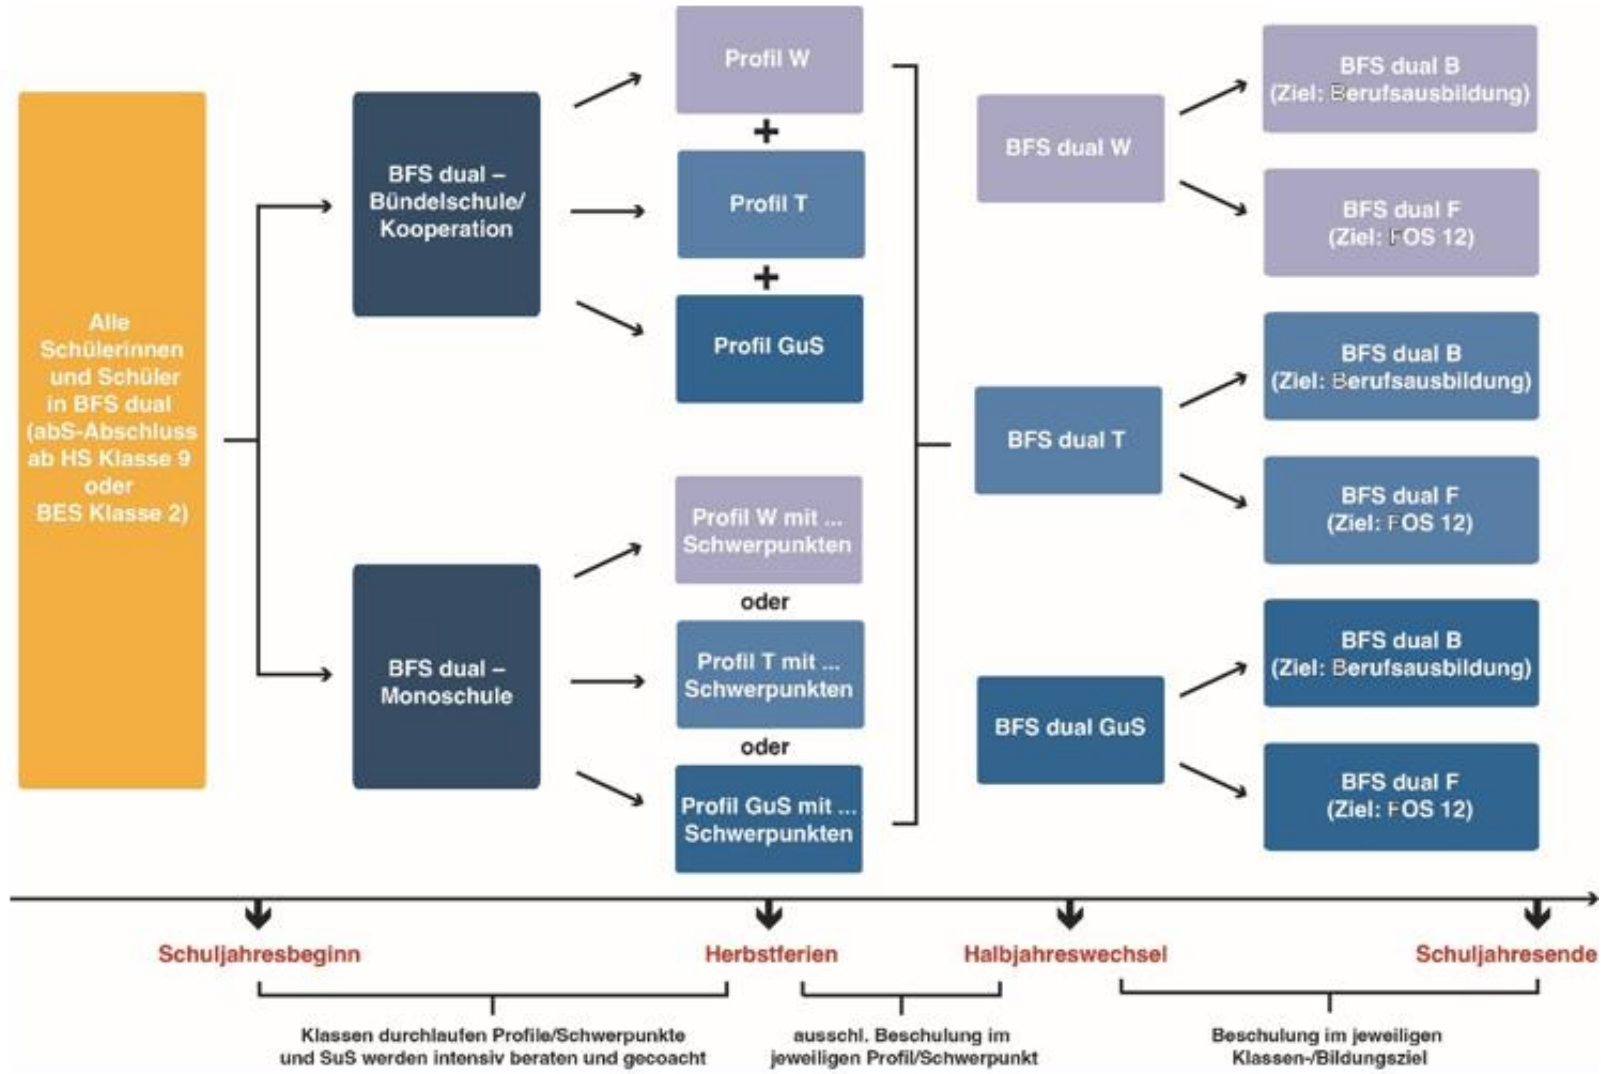 Alle
Schülerinnen
und Schüler
in BFS dual
(abS-Abschluss
ab HS Klasse 9
oder
BES Klasse 2)
BFS dual –
Bündelschule/
Kooperation
BFS dual –
Monoschule
Profil W
+
Profil T
+
Profil GuS
Profil W mit ...
Schwerpunkten
oder
Profil T mit ...
Schwerpunkten
oder
Profil GuS mit ...
Schwerpunkten
BFS dual W
BFS dual T
BFS dual GuS
BFS dual B
(Ziel: Berufsausbildung)
BFS dual F
(Ziel: FOS 12)
BFS dual B
(Ziel: Berufsausbildung)
BFS dual F
(Ziel: FOS 12)
BFS dual B
(Ziel: Berufsausbildung)
BFS dual F
(Ziel: FOS 12)
Schuljahresbeginn
Herbstferien
Halbjahreswechsel
Schuljahresende
Klassen durchlaufen Profile/Schwerpunkte
und SuS werden intensiv beraten und gecoacht
ausschl. Beschulung im
jeweiligen Profil/Schwerpunkt
Beschulung im jeweiligen
Klassen-/Bildungsziel